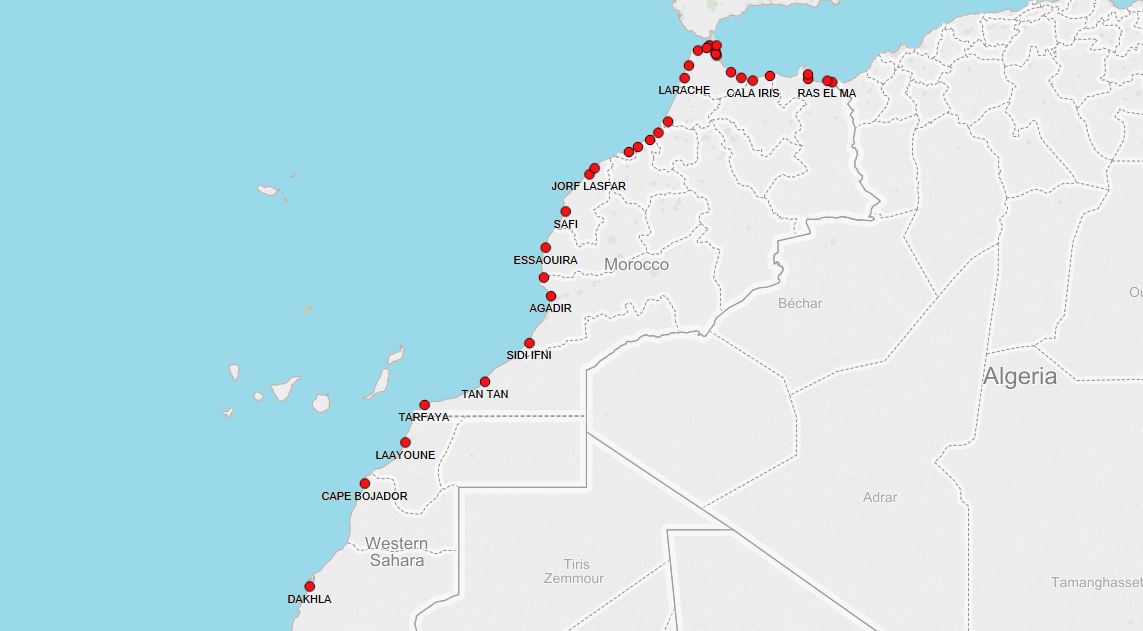 LARACHE
CALA IRIS
RAS EL MA
JORF LASFAR
SAFI
ESSAOUIRA
Morocco
AGADIR
Béchar
SIDI IFNI
Algeria
TAN TAN
TARFAYA
LAAYOUNE
CAPE BOJADOR
Adrar
Western
Sahara
Tiris
Zemmour
DAKHLA
Tamanghasset
Ou